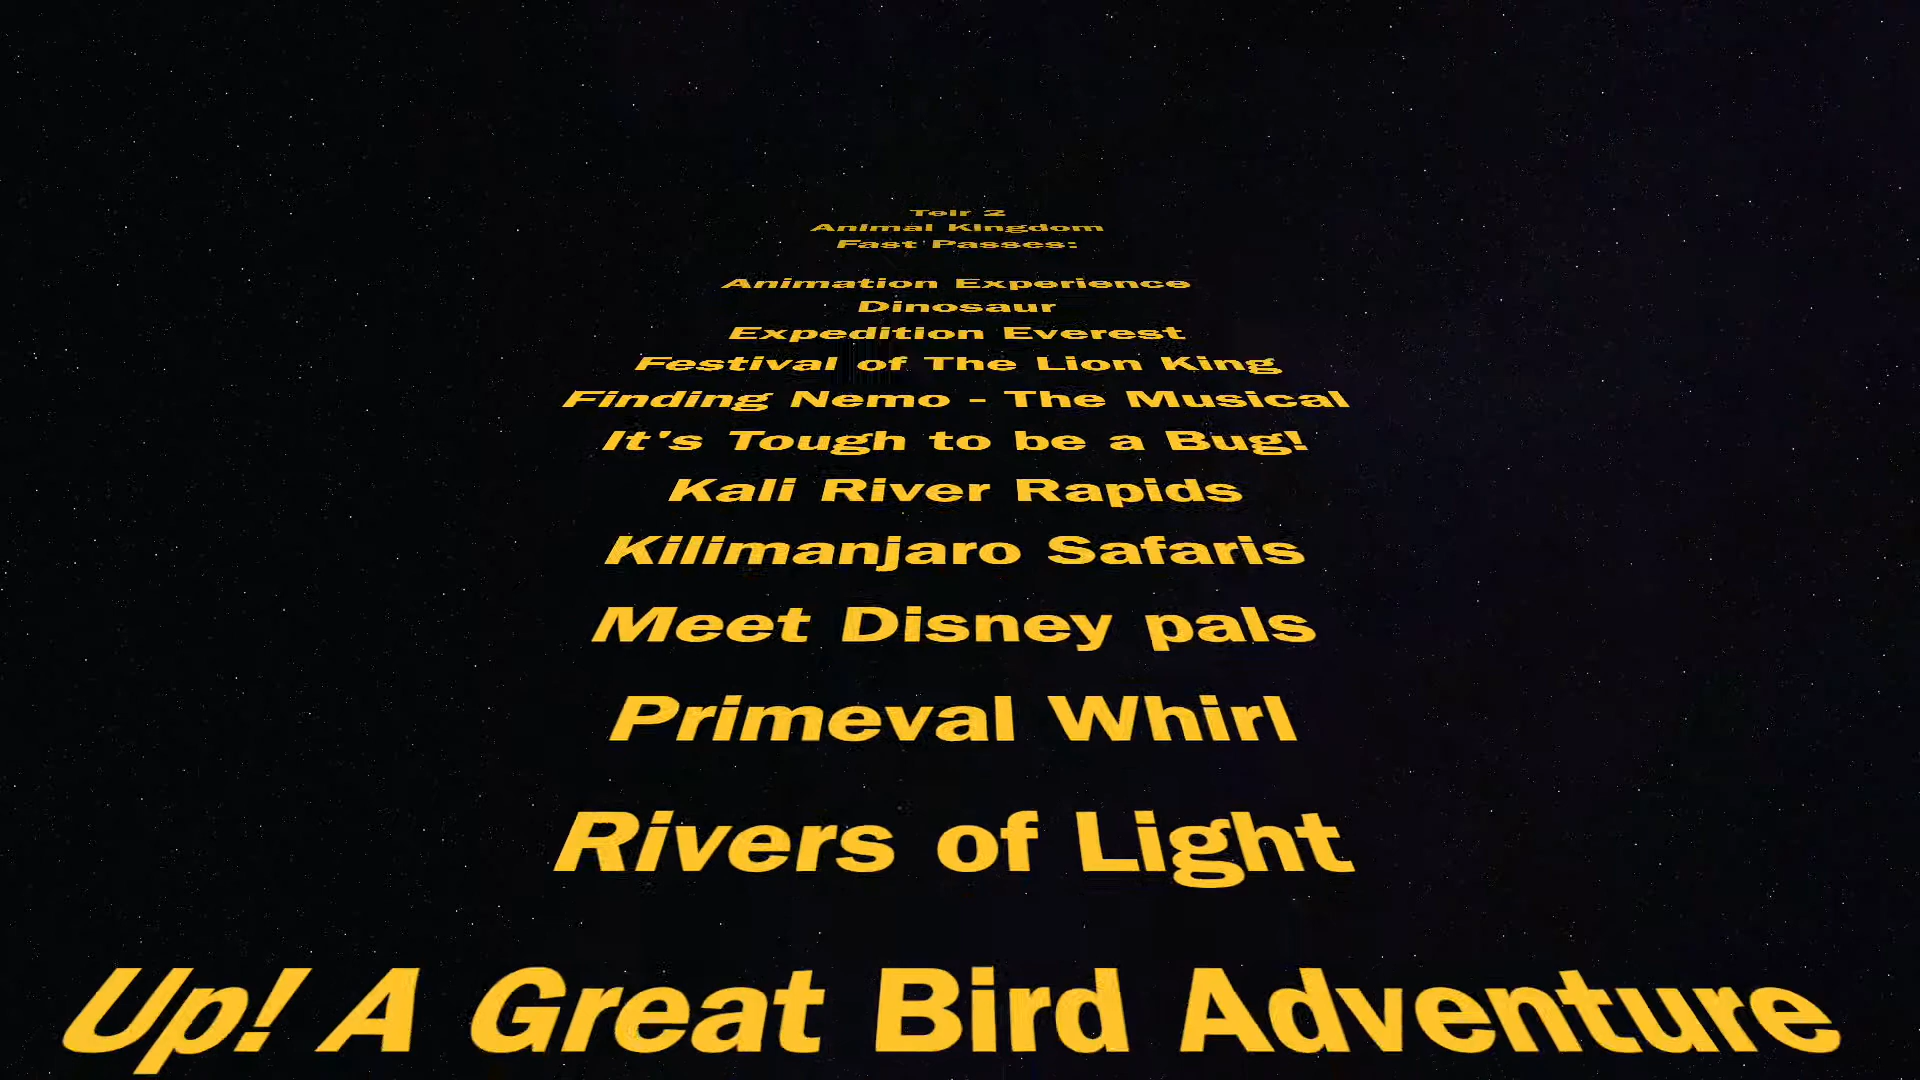 Teir 2
Animal Kingdom
Fast Passes:
Animation Experience
Dinosaur
Expedition Everest
Festival of The Lion King
Finding Nemo - The Musical
It's Tough to be a Bug!
Kali River Rapids
Kilimanjaro Safaris
Meet Disney pals
Primeval Whirl
Rivers of Light
Up! A Great Bird Adventure